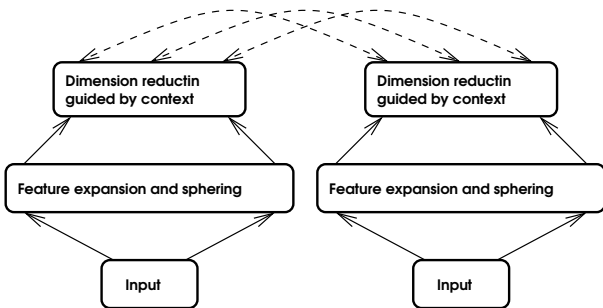 Dimension reductin
guided by context
Dimension reductin
guided by context
Feature expansion and sphering
Feature expansion and sphering
Input
Input